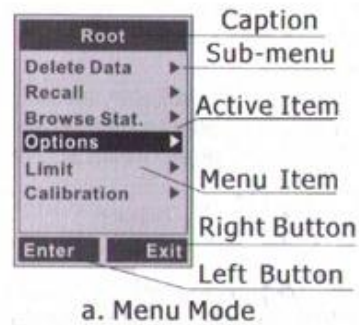 Root
Delete Data
Recall
Browse Stat.
Options
Limit
Calibration
Enter Exit
Caption
Sub-menu
Active Item
Menu Item
Right Button
Left Button
a. Menu Mode